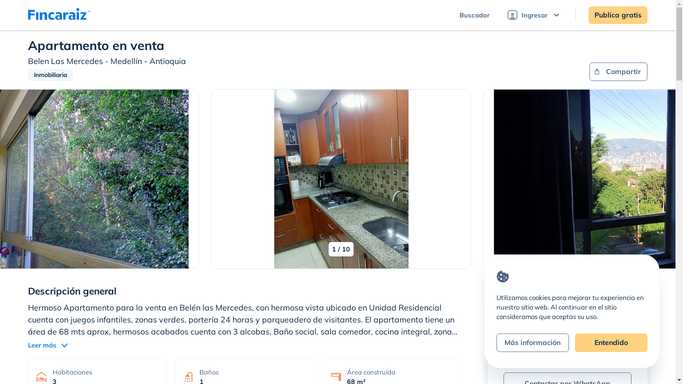 Fincaraiz
Buscador
Ingresar
Publica gratis
Apartamento en venta
Belen Las Mercedes - Medellín - Antioquia
Inmobiliaria
Compartir
1 / 10
Descripción general
Hermoso Apartamento para la venta en Belén las Mercedes, con hermosa vista ubicado en Unidad Residencial
cuenta con juegos infantiles, zonas verdes, portería 24 horas y parqueadero de visitantes. El apartamento tiene un
área de 68 mts aprox, hermosos acabados cuenta con 3 alcobas, Baño social, sala comedor, cocina integral, zona...
Leer más
Habitaciones
3
Baños
1
Área construida
68 m²
Utilizamos cookies para mejorar tu experiencia en
nuestro sitio web. Al continuar en el sitio
consideramos que aceptas su uso.
Más información
Entendido
Contactar por WhatsApp